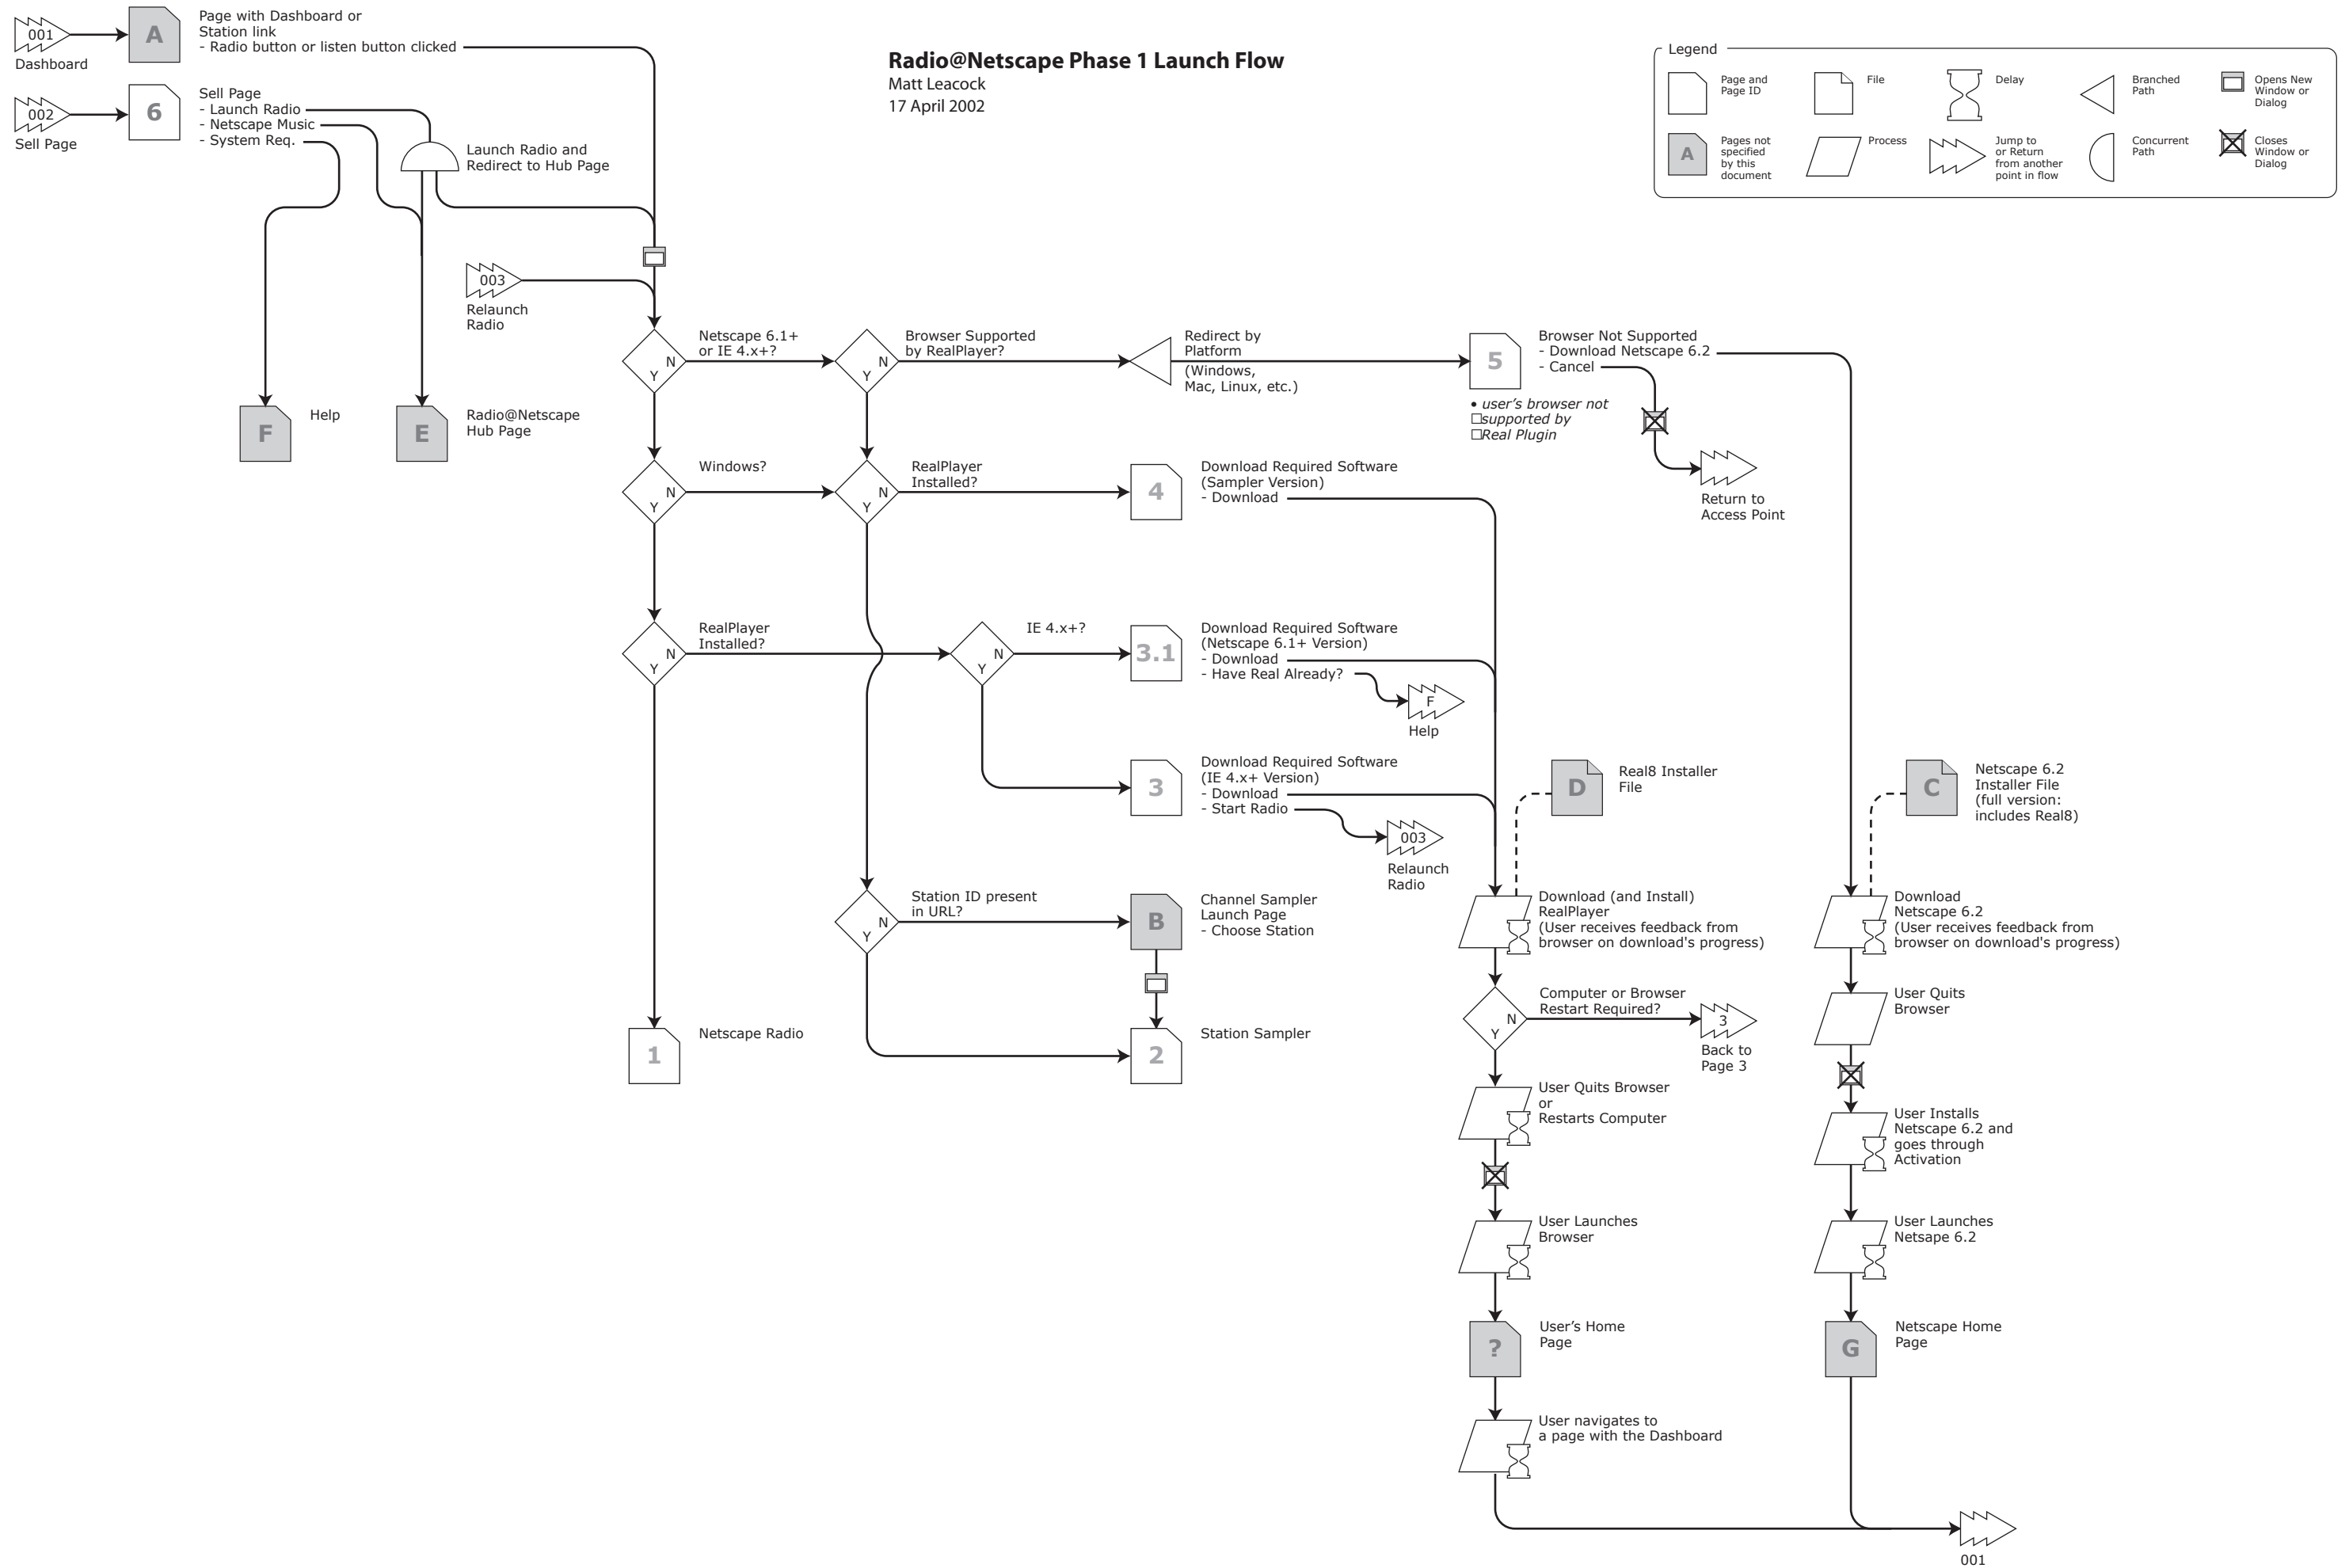 Radio@Netscape Phase 1 Launch Flow
Matt Leacock
17 April 2002
Legend
Page and
Page ID
File
Delay
Branched
Path
Opens New
Window or
Dialog
A
Pages not
specified
by this
document
Process
Jump to
or Return
from another
point in flow
Concurrent
Path
Closes
Window or
Dialog
001
Dashboard
A
Page with Dashboard or
Station link
- Radio button or listen button clicked
002
Sell Page
6
Sell Page
- Launch Radio
- Netscape Music
- System Req.
Launch Radio and
Redirect to Hub Page
003
Relaunch
Radio
F
Help
E
Radio@Netscape
Hub Page
N
Y
Netscape 6.1+
or IE 4.x+?
N
Y
Browser Supported
by RealPlayer?
Redirect by
Platform
(Windows,
Mac, Linux, etc.)
5
Browser Not Supported
- Download Netscape 6.2
- Cancel
• user’s browser not
□supported by
□Real Plugin
Return to
Access Point
N
Y
Windows?
N
Y
RealPlayer
Installed?
4
Download Required Software
(Sampler Version)
- Download
N
Y
RealPlayer
Installed?
N
Y
IE 4.x+?
3.1
Download Required Software
(Netscape 6.1+ Version)
- Download
- Have Real Already?
F
Help
3
Download Required Software
(IE 4.x+ Version)
- Download
- Start Radio
003
Relaunch
Radio
D
Real8 Installer
File
C
Netscape 6.2
Installer File
(full version:
includes Real8)
N
Y
Station ID present
in URL?
B
Channel Sampler
Launch Page
- Choose Station
1
Netscape Radio
2
Station Sampler
Download (and Install)
RealPlayer
(User receives feedback from
browser on download's progress)
N
Y
Computer or Browser
Restart Required?
3
Back to
Page 3
User Quits Browser
or
Restarts Computer
User Launches
Browser
?
User’s Home
Page
User navigates to
a page with the Dashboard
Download
Netscape 6.2
(User receives feedback from
browser on download's progress)
User Quits
Browser
User Installs
Netscape 6.2 and
goes through
Activation
User Launches
Netsape 6.2
G
Netscape Home
Page
001